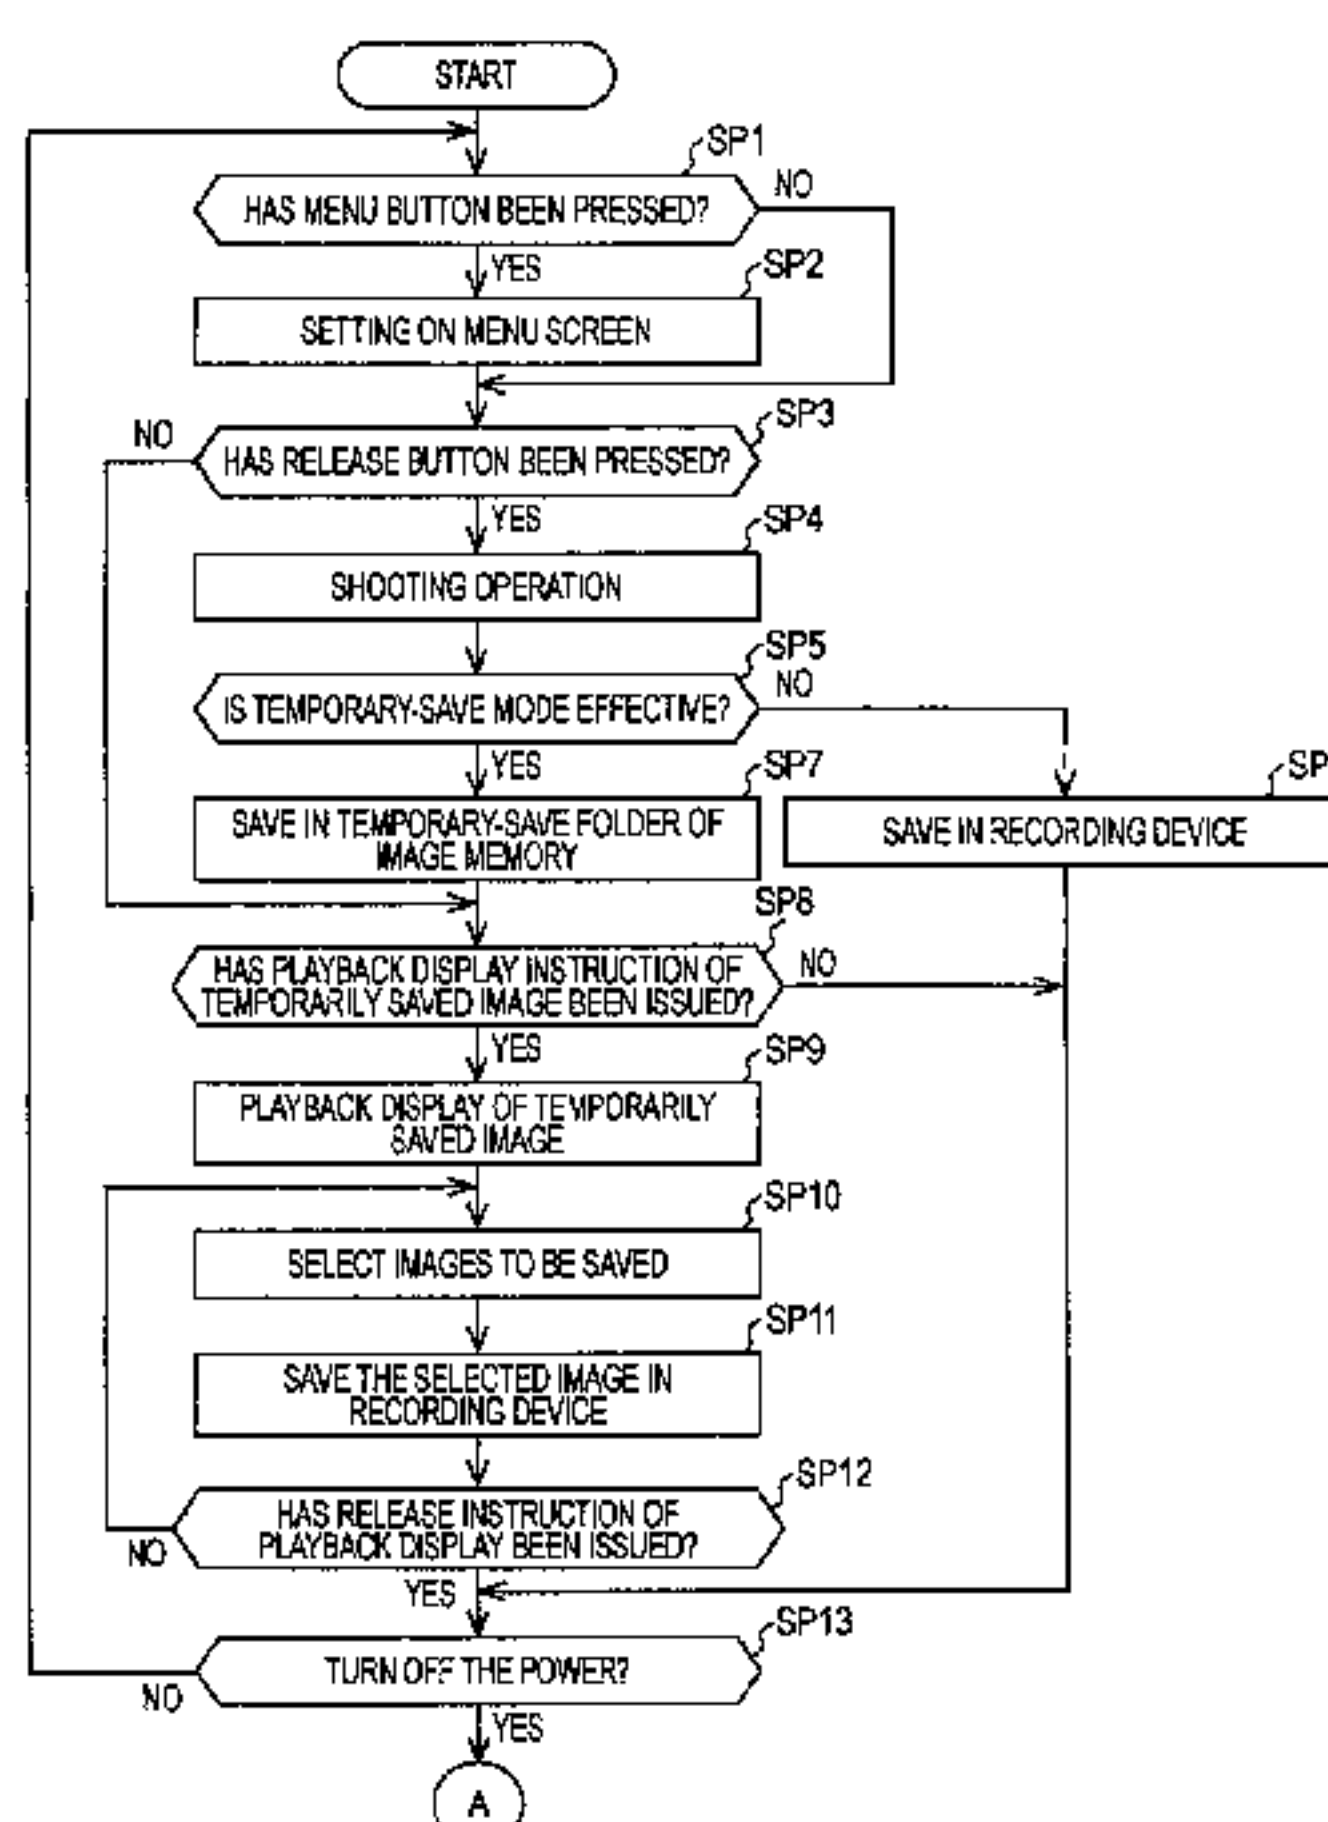 START
SP1
HAS MENU BUTTON BEEN PRESSED?
NO
YES
SP2
SETTING ON MENU SCREEN
SP3
NO
HAS RELEASE BUTTON BEEN PRESSED?
YES
SP4
SHOOTING OPERATION
SP5
IS TEMPORARY-SAVE MODE EFFECTIVE?
NO
YES
SP7
SP
SAVE IN TEMPORARY-SAVE FOLDER OF
IMAGE MEMORY
SAVE IN RECORDING DEVICE
SP8
HAS PLAYBACK DISPLAY INSTRUCTION OF
TEMPORARILY SAVED IMAGE BEEN ISSUED?
NO
YES
SP9
PLAYBACK DISPLAY OF TEMPORARILY
SAVED IMAGE
SP10
SELECT IMAGES TO BE SAVED
SP11
SAVE THE SELECTED IMAGE IN
RECORDING DEVICE
SP12
HAS RELEASE INSTRUCTION OF
PLAYBACK DISPLAY BEEN ISSUED?
NO
YES
SP13
TURN OFF THE POWER?
NO
YES
A